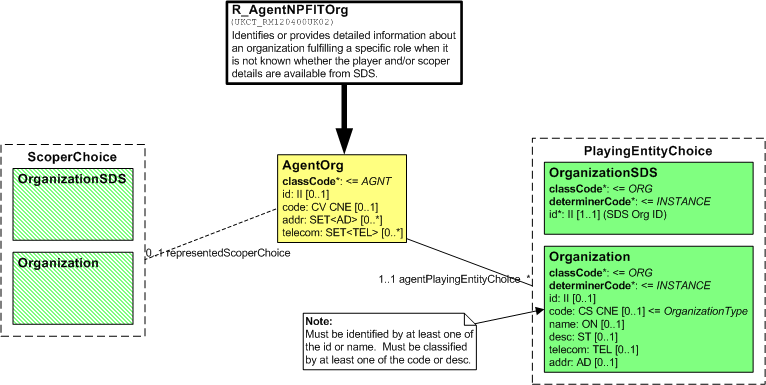 R_AgentNPFITOrg
(UKCT_RM120400UK02)
Identifies or provides detailed information about
an organization fulfilling a specific role when it
is not known whether the player and/or scoper
details are available from SDS.
ScoperChoice
OrganizationSDS
Organization
AgentOrg
classCode*: <= AGNT
id: II [0..1]
code: CV CNE [0..1]
addr: SET<AD> [0..*]
telecom: SET<TEL> [0..*]
0..1 representedScoperChoice
1..1 agentPlayingEntityChoice *
PlayingEntityChoice
OrganizationSDS
classCode*: <= ORG
determinerCode*: <= INSTANCE
id*: II [1..1] (SDS Org ID)
Organization
classCode*: <= ORG
determinerCode*: <= INSTANCE
id: II [0..1]
code: CS CNE [0..1] <= OrganizationType
name: ON [0..1]
desc: ST [0..1]
telecom: TEL [0..1]
addr: AD [0..1]
Note:
Must be identified by at least one of
the id or name. Must be classified
by at least one of the code or desc.